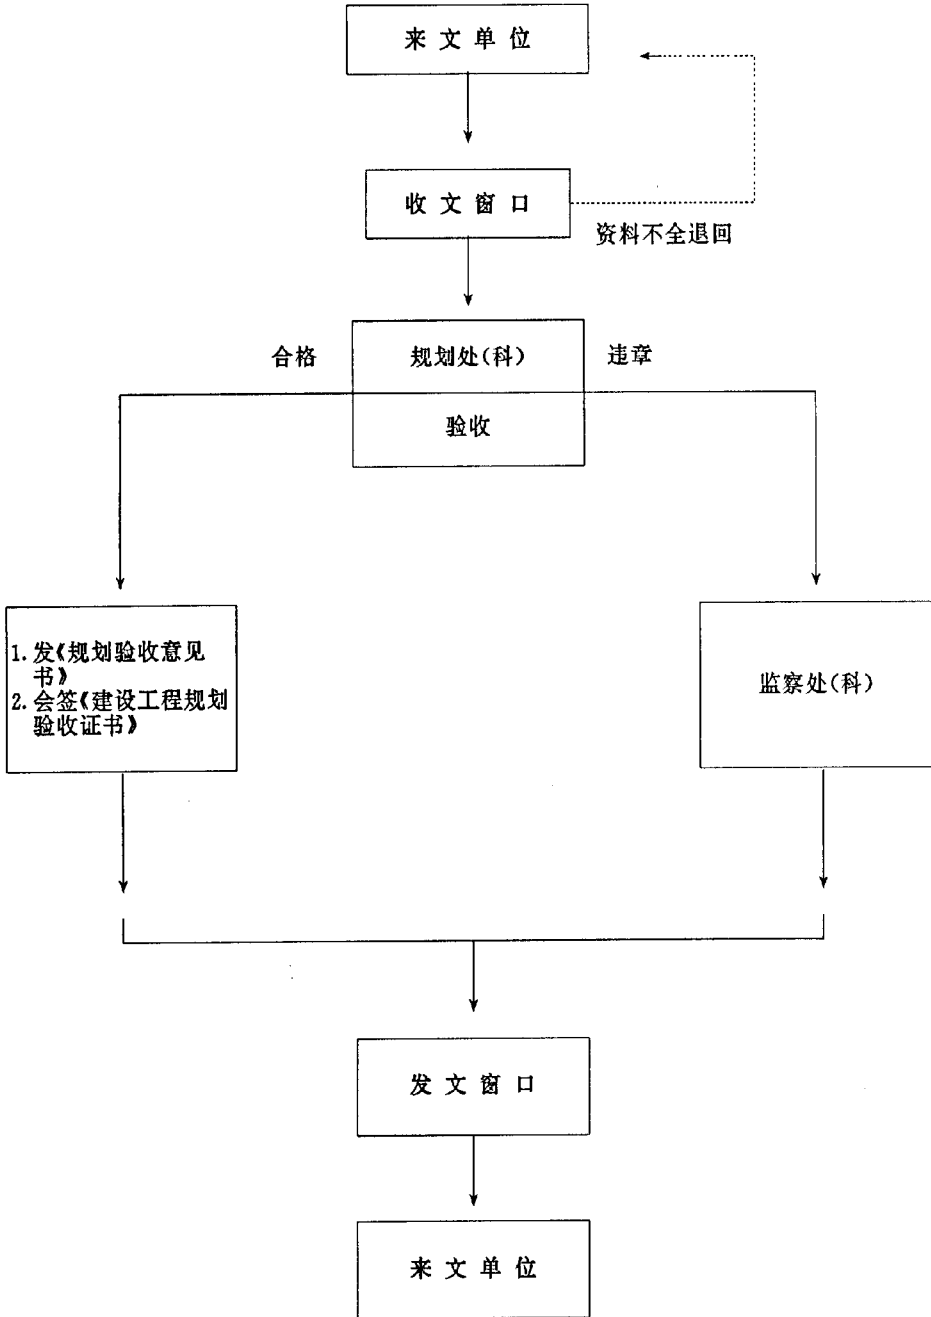 来文单位
收文窗口
资料不全退回
合格
规划处(科)
违章
验收
1.发《规划验收意见
书》
2.会签《建设工程规划
验收证书》
监察处(科)
发文窗口
来文单位